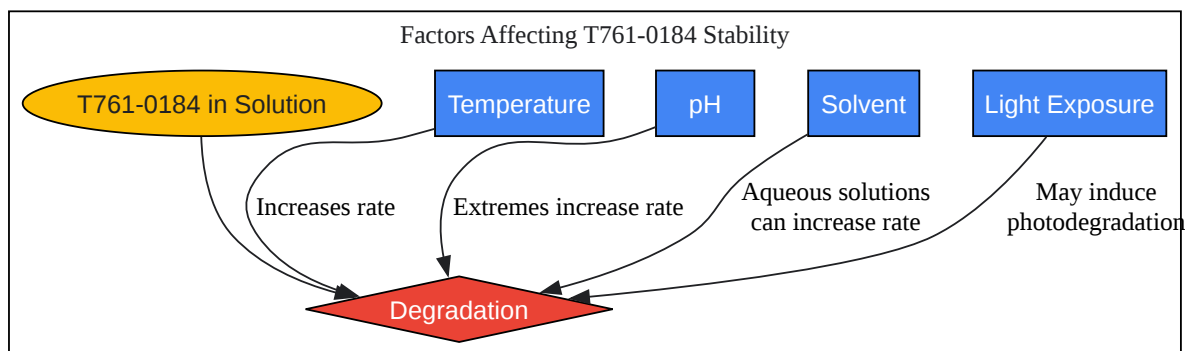 Factors Affecting T761-0184 Stability
T761-0184 in Solution
Temperature
pH
Solvent
Light Exposure
Increases rate
Extremes increase rate
Aqueous solutions
can increase rate
May induce
photodegradation
Degradation